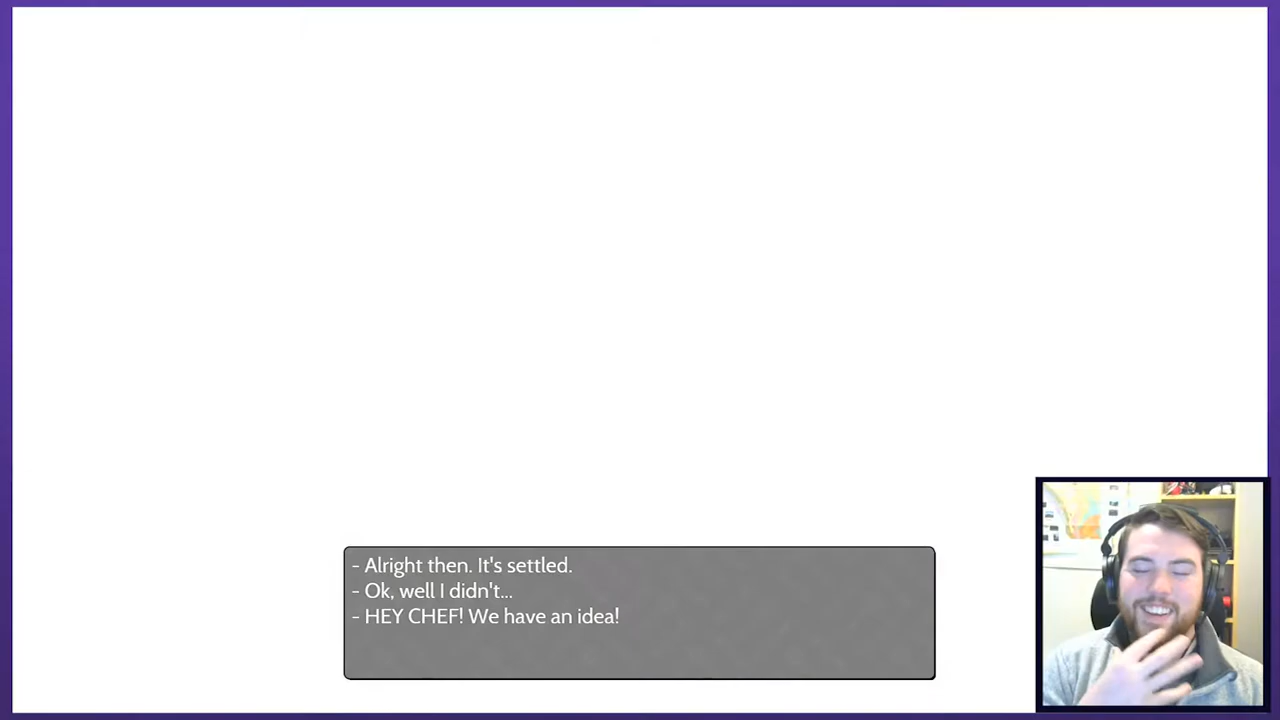 - Alright then. It's settled.
- Ok, well I didn't...
- HEY CHEF! We have an idea!